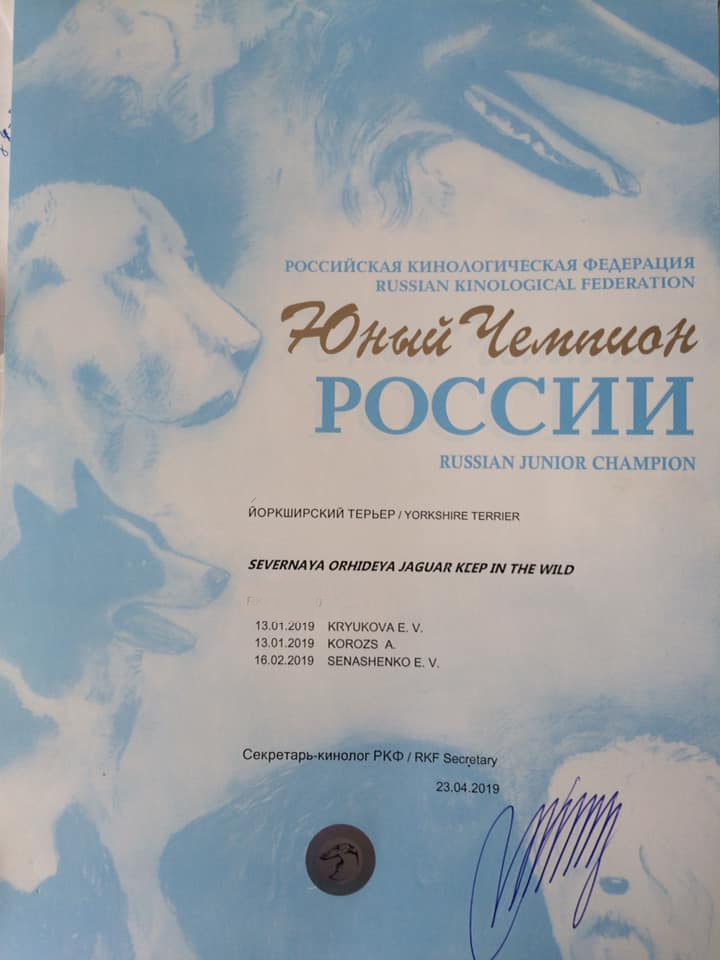 РОССИЙСКАЯ КИНОЛОГИЧЕСКАЯ ФЕДЕРАЦИЯ
RUSSIAN KINOLOGICAL FEDERATION
Юный Чемпион
РОССИИ
RUSSIAN JUNIOR CHAMPION
ЙОРКШИРСКИЙ ТЕРЬЕР / YORKSHIRE TERRIER
SEVERNAYA ORHIDEYA JAGUAR KEEP IN THE WILD
13.01.2019 KRYUKOVA E. V.
13.01.2019 KOROZS A.
16.02.2019 SENASHENKO E. V.
Секретарь-кинолог РКФ / RKF Secretary
23.04.2019